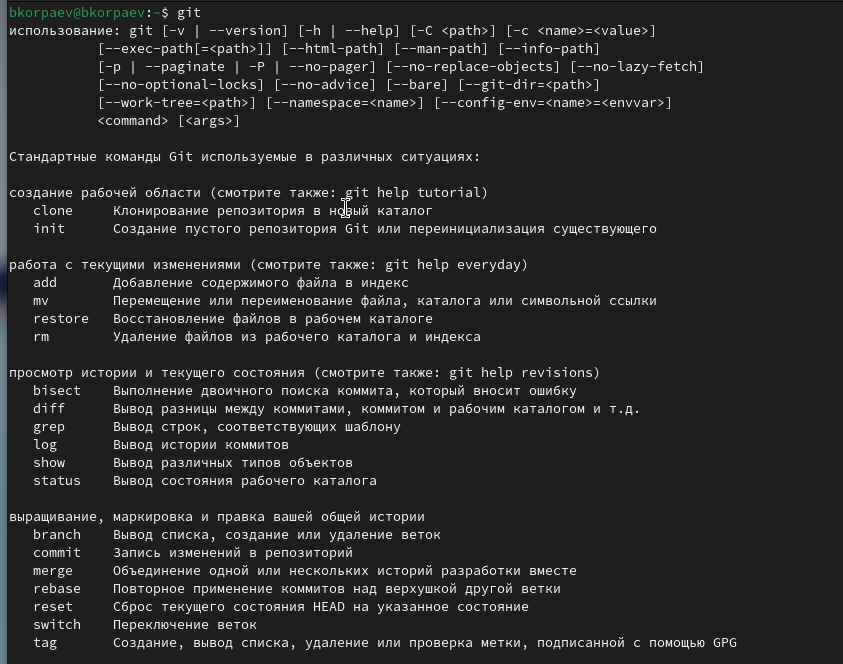 bkorpaev@bkorpaev:~$ git
использование: git [-v | --version] [-h | --help] [-C <path>] [-c <name>=<value>]
           [--exec-path[=<path>]] [--html-path] [--man-path] [--info-path]
           [-p | --paginate | -P | --no-pager] [--no-replace-objects] [--no-lazy-fetch]
           [--no-optional-locks] [--no-advice] [--bare] [--git-dir=<path>]
           [--work-tree=<path>] [--namespace=<name>] [--config-env=<name>=<envvar>]
           <command> [<args>]

Стандартные команды Git используемые в различных ситуациях:

создание рабочей области (смотрите также: git help tutorial)
   clone     Клонирование репозитория в новый каталог
   init      Создание пустого репозитория Git или переинициализация существующего

работа с текущими изменениями (смотрите также: git help everyday)
   add       Добавление содержимого файла в индекс
   mv        Перемещение или переименование файла, каталога или символьной ссылки
   restore   Восстановление файлов в рабочем каталоге
   rm        Удаление файлов из рабочего каталога и индекса

просмотр истории и текущего состояния (смотрите также: git help revisions)
   bisect    Выполнение двоичного поиска коммита, который вносит ошибку
   diff      Вывод разницы между коммитами, коммитом и рабочим каталогом и т.д.
   grep      Вывод строк, соответствующих шаблону
   log       Вывод истории коммитов
   show      Вывод различных типов объектов
   status    Вывод состояния рабочего каталога

выращивание, маркировка и правка вашей общей истории
   branch    Вывод списка, создание или удаление веток
   commit    Запись изменений в репозиторий
   merge     Объединение одной или нескольких историй разработки вместе
   rebase    Повторное применение коммитов над верхушкой другой ветки
   reset     Сброс текущего состояния HEAD на указанное состояние
   switch    Переключение веток
   tag       Создание, вывод списка, удаление или проверка метки, подписанной с помощью GPG